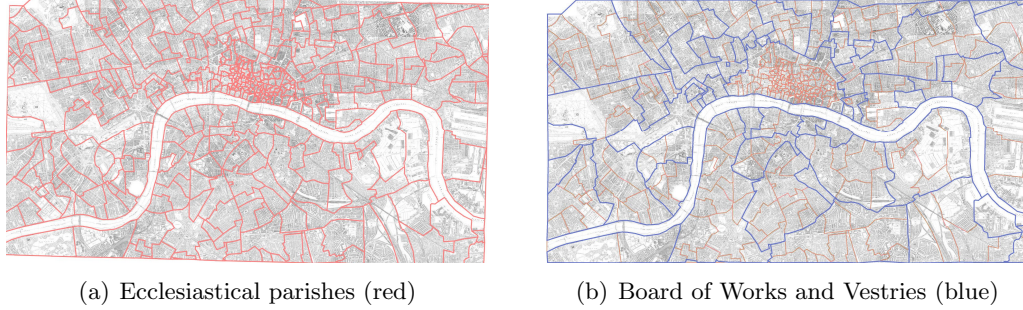 (a) Ecclesiastical parishes (red)
(b) Board of Works and Vestries (blue)